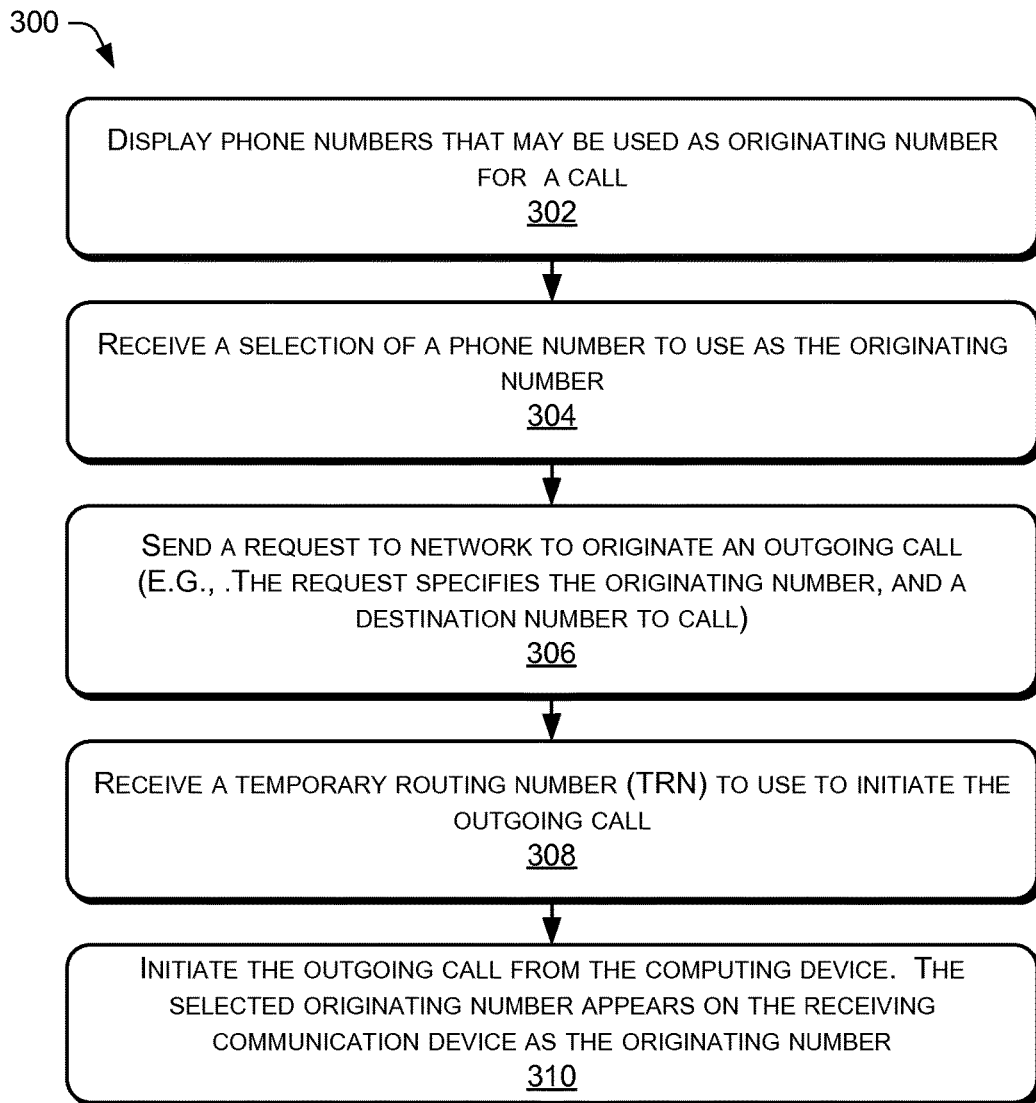 300
DISPLAY PHONE NUMBERS THAT MAY BE USED AS ORIGINATING NUMBER
FOR A CALL
302
RECEIVE A SELECTION OF A PHONE NUMBER TO USE AS THE ORIGINATING
NUMBER
304
SEND A REQUEST TO NETWORK TO ORIGINATE AN OUTGOING CALL
(E.G., .THE REQUEST SPECIFIES THE ORIGINATING NUMBER, AND A
DESTINATION NUMBER TO CALL)
306
RECEIVE A TEMPORARY ROUTING NUMBER (TRN) TO USE TO INITIATE THE
OUTGOING CALL
308
INITIATE THE OUTGOING CALL FROM THE COMPUTING DEVICE. THE
SELECTED ORIGINATING NUMBER APPEARS ON THE RECEIVING
COMMUNICATION DEVICE AS THE ORIGINATING NUMBER
310